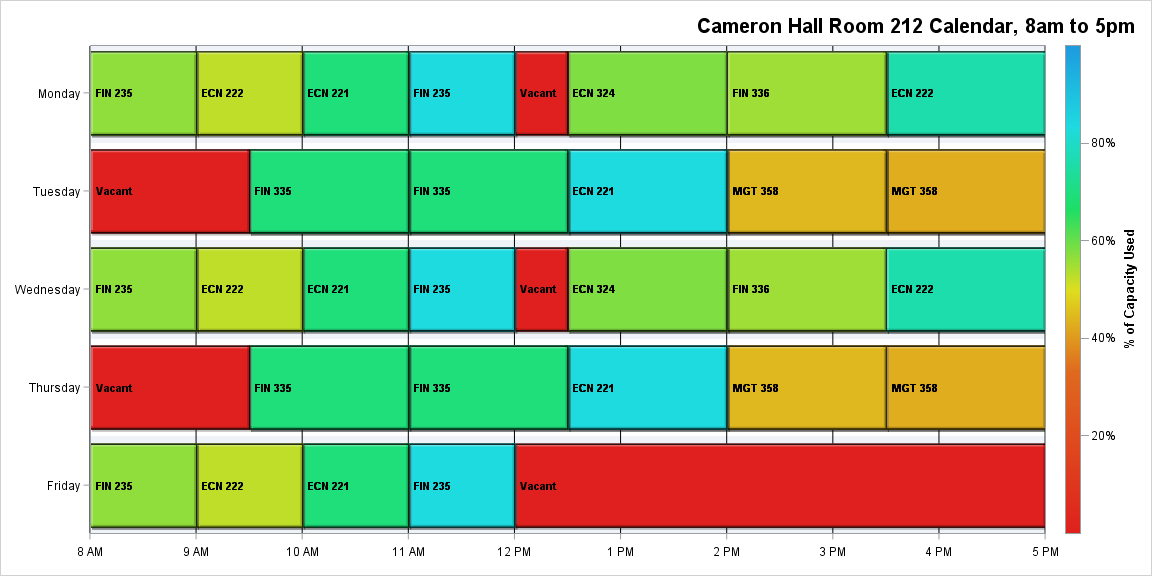 Cameron Hall Room 212 Calendar, 8am to 5pm
Monday FIN 235 ECN 222 ECN 221 FIN 235 Vacant ECN 324 FIN 336 ECN 222
Tuesday Vacant FIN 335 FIN 335 ECN 221 MGT 358 MGT 358
Wednesday FIN 235 ECN 222 ECN 221 FIN 235 Vacant ECN 324 FIN 336 ECN 222
Thursday Vacant FIN 335 FIN 335 ECN 221 MGT 358 MGT 358
Friday FIN 235 ECN 222 ECN 221 FIN 235 Vacant
8 AM 9 AM 10 AM 11 AM 12 PM 1 PM 2 PM 3 PM 4 PM 5 PM
80%
60%
40%
20%
% of Capacity Used